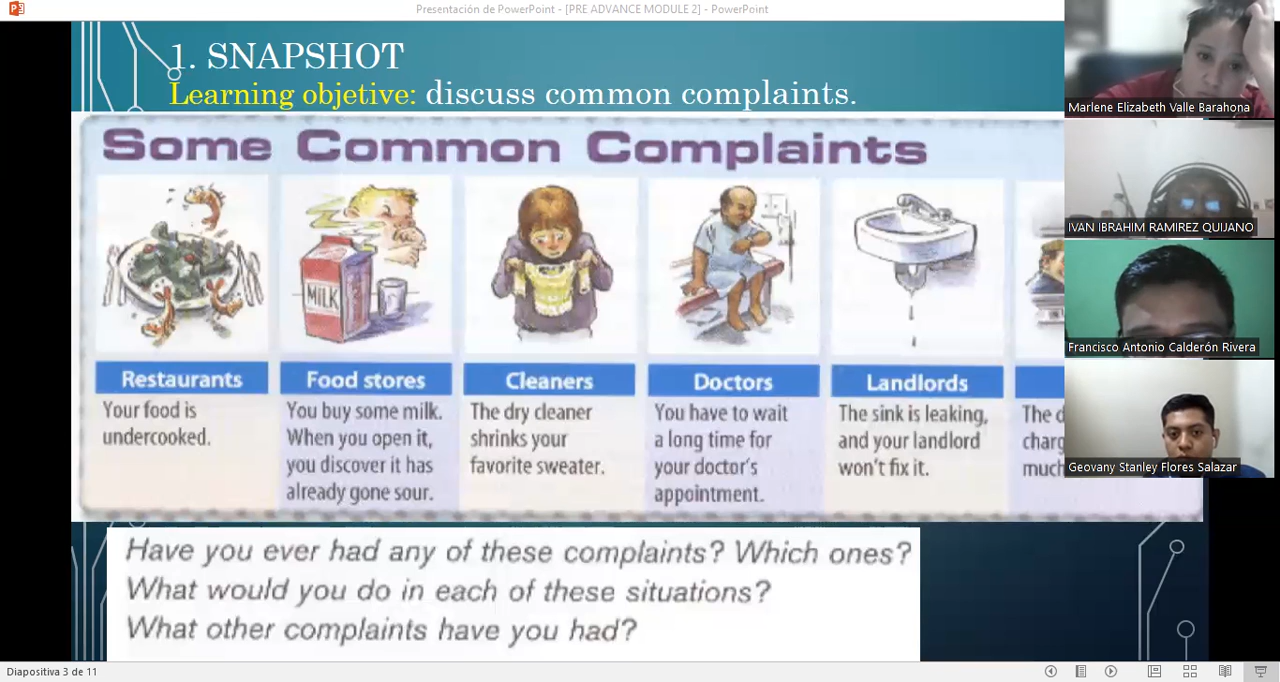 Presentación de PowerPoint - [PRE ADVANCE MODULE 2] - PowerPoint
1. SNAPSHOT
Learning objetive: discuss common complaints.
Some Common Complaints
MILK
Restaurants
Your food is
undercooked.
Food stores
You buy some milk.
When you open it,
you discover it has
already gone sour.
Cleaners
The dry cleaner
shrinks your
favorite sweater.
Doctors
You have to wait
a long time for
your doctor's
appointment.
Landlords
The sink is leaking,
and your landlord
won't fix it.
The
char
much
Have you ever had any of these complaints? Which ones?
What would you do in each of these situations?
What other complaints have you had?
Marlene Elizabeth Valle Barahona
IVAN IBRAHIM RAMIREZ QUIJANO
Francisco Antonio Calderón Rivera
Geovany Stanley Flores Salazar
Diapositiva 3 de 11